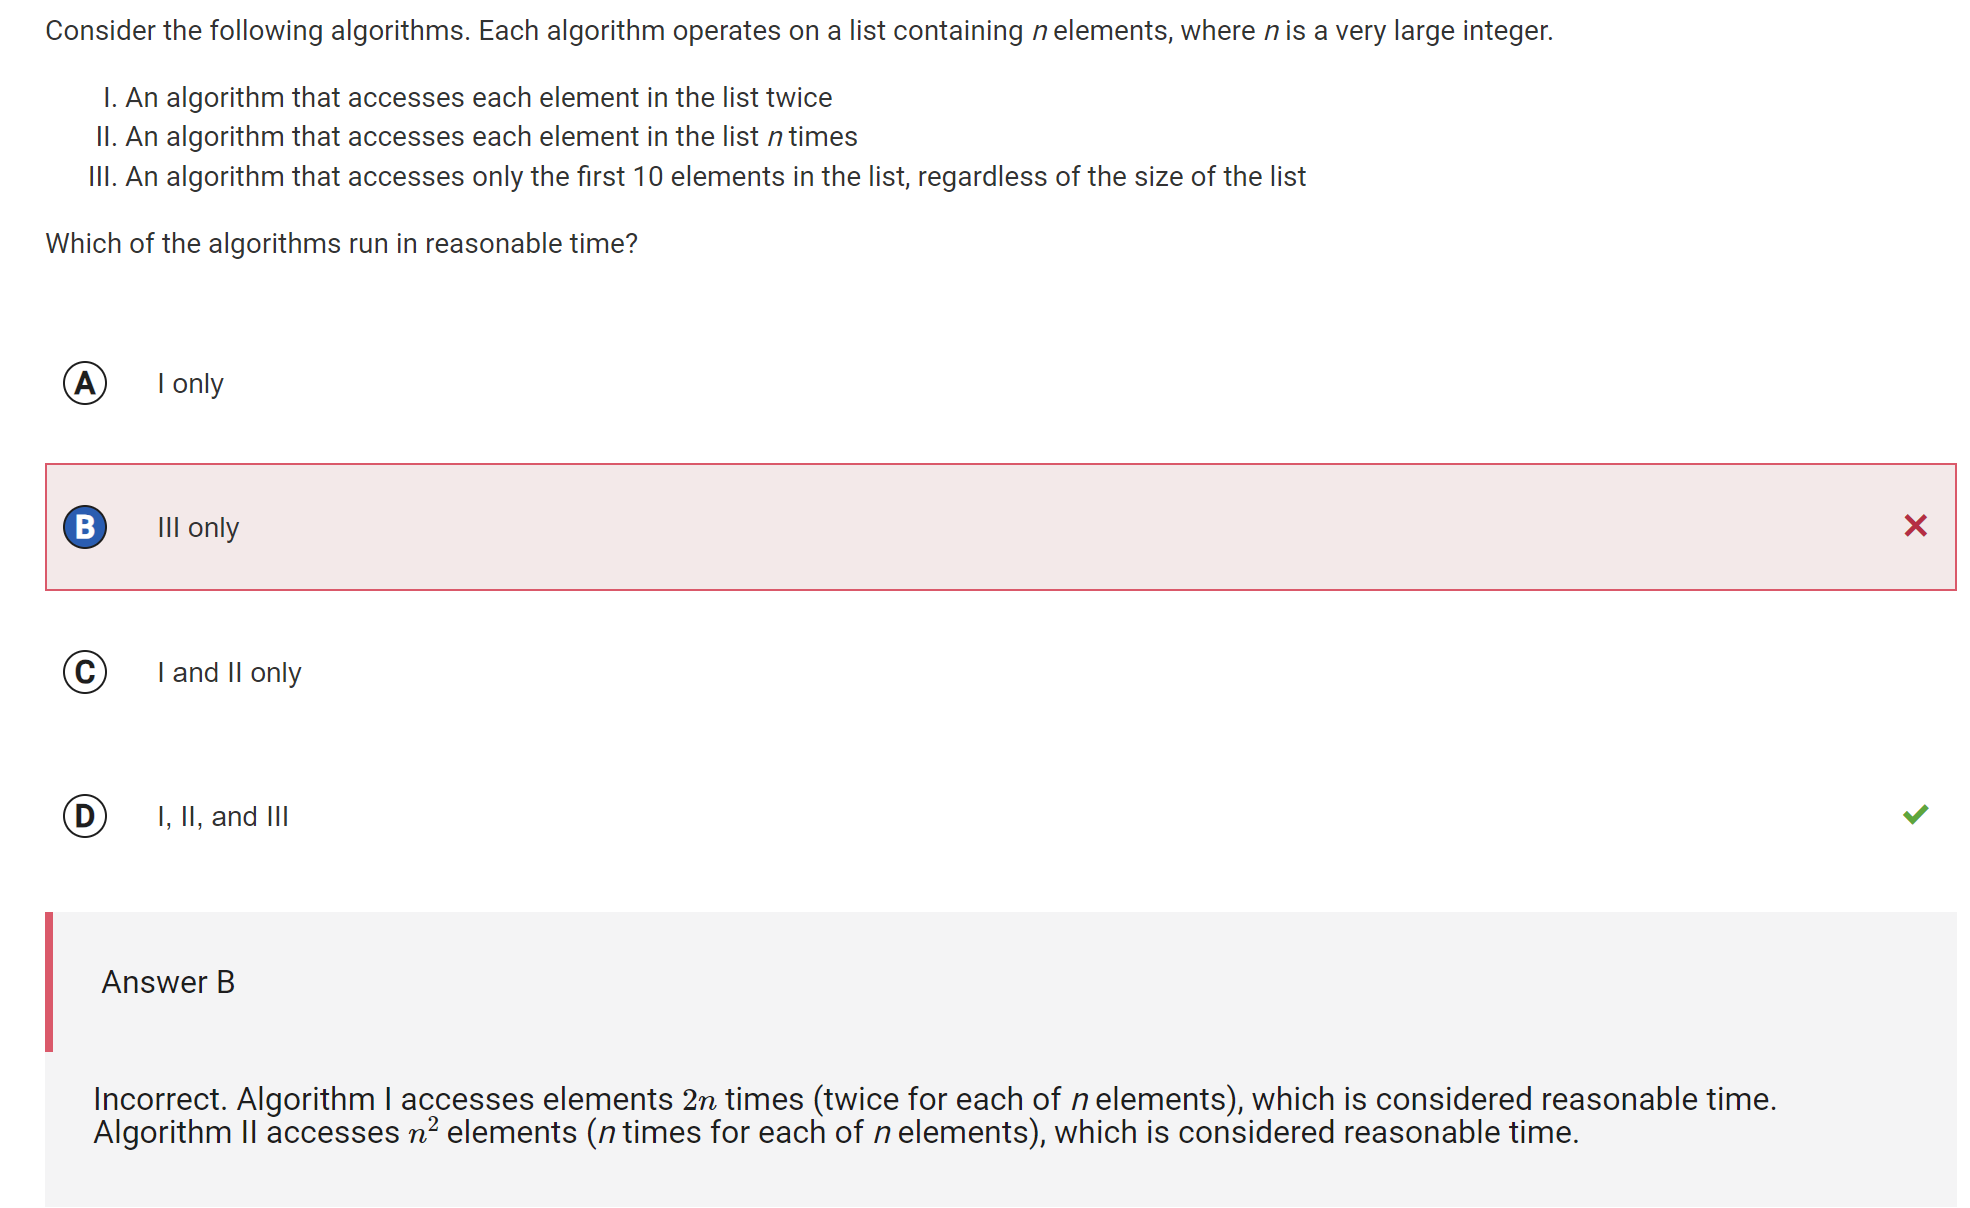 Consider the following algorithms. Each algorithm operates on a list containing n elements, where n is a very large integer.
I. An algorithm that accesses each element in the list twice
II. An algorithm that accesses each element in the list n times
III. An algorithm that accesses only the first 10 elements in the list, regardless of the size of the list
Which of the algorithms run in reasonable time?
A I only
B III only
C I and II only
D I, II, and III
Answer B
Incorrect. Algorithm I accesses elements 2n times (twice for each of n elements), which is considered reasonable time.
Algorithm II accesses n² elements (n times for each of n elements), which is considered reasonable time.